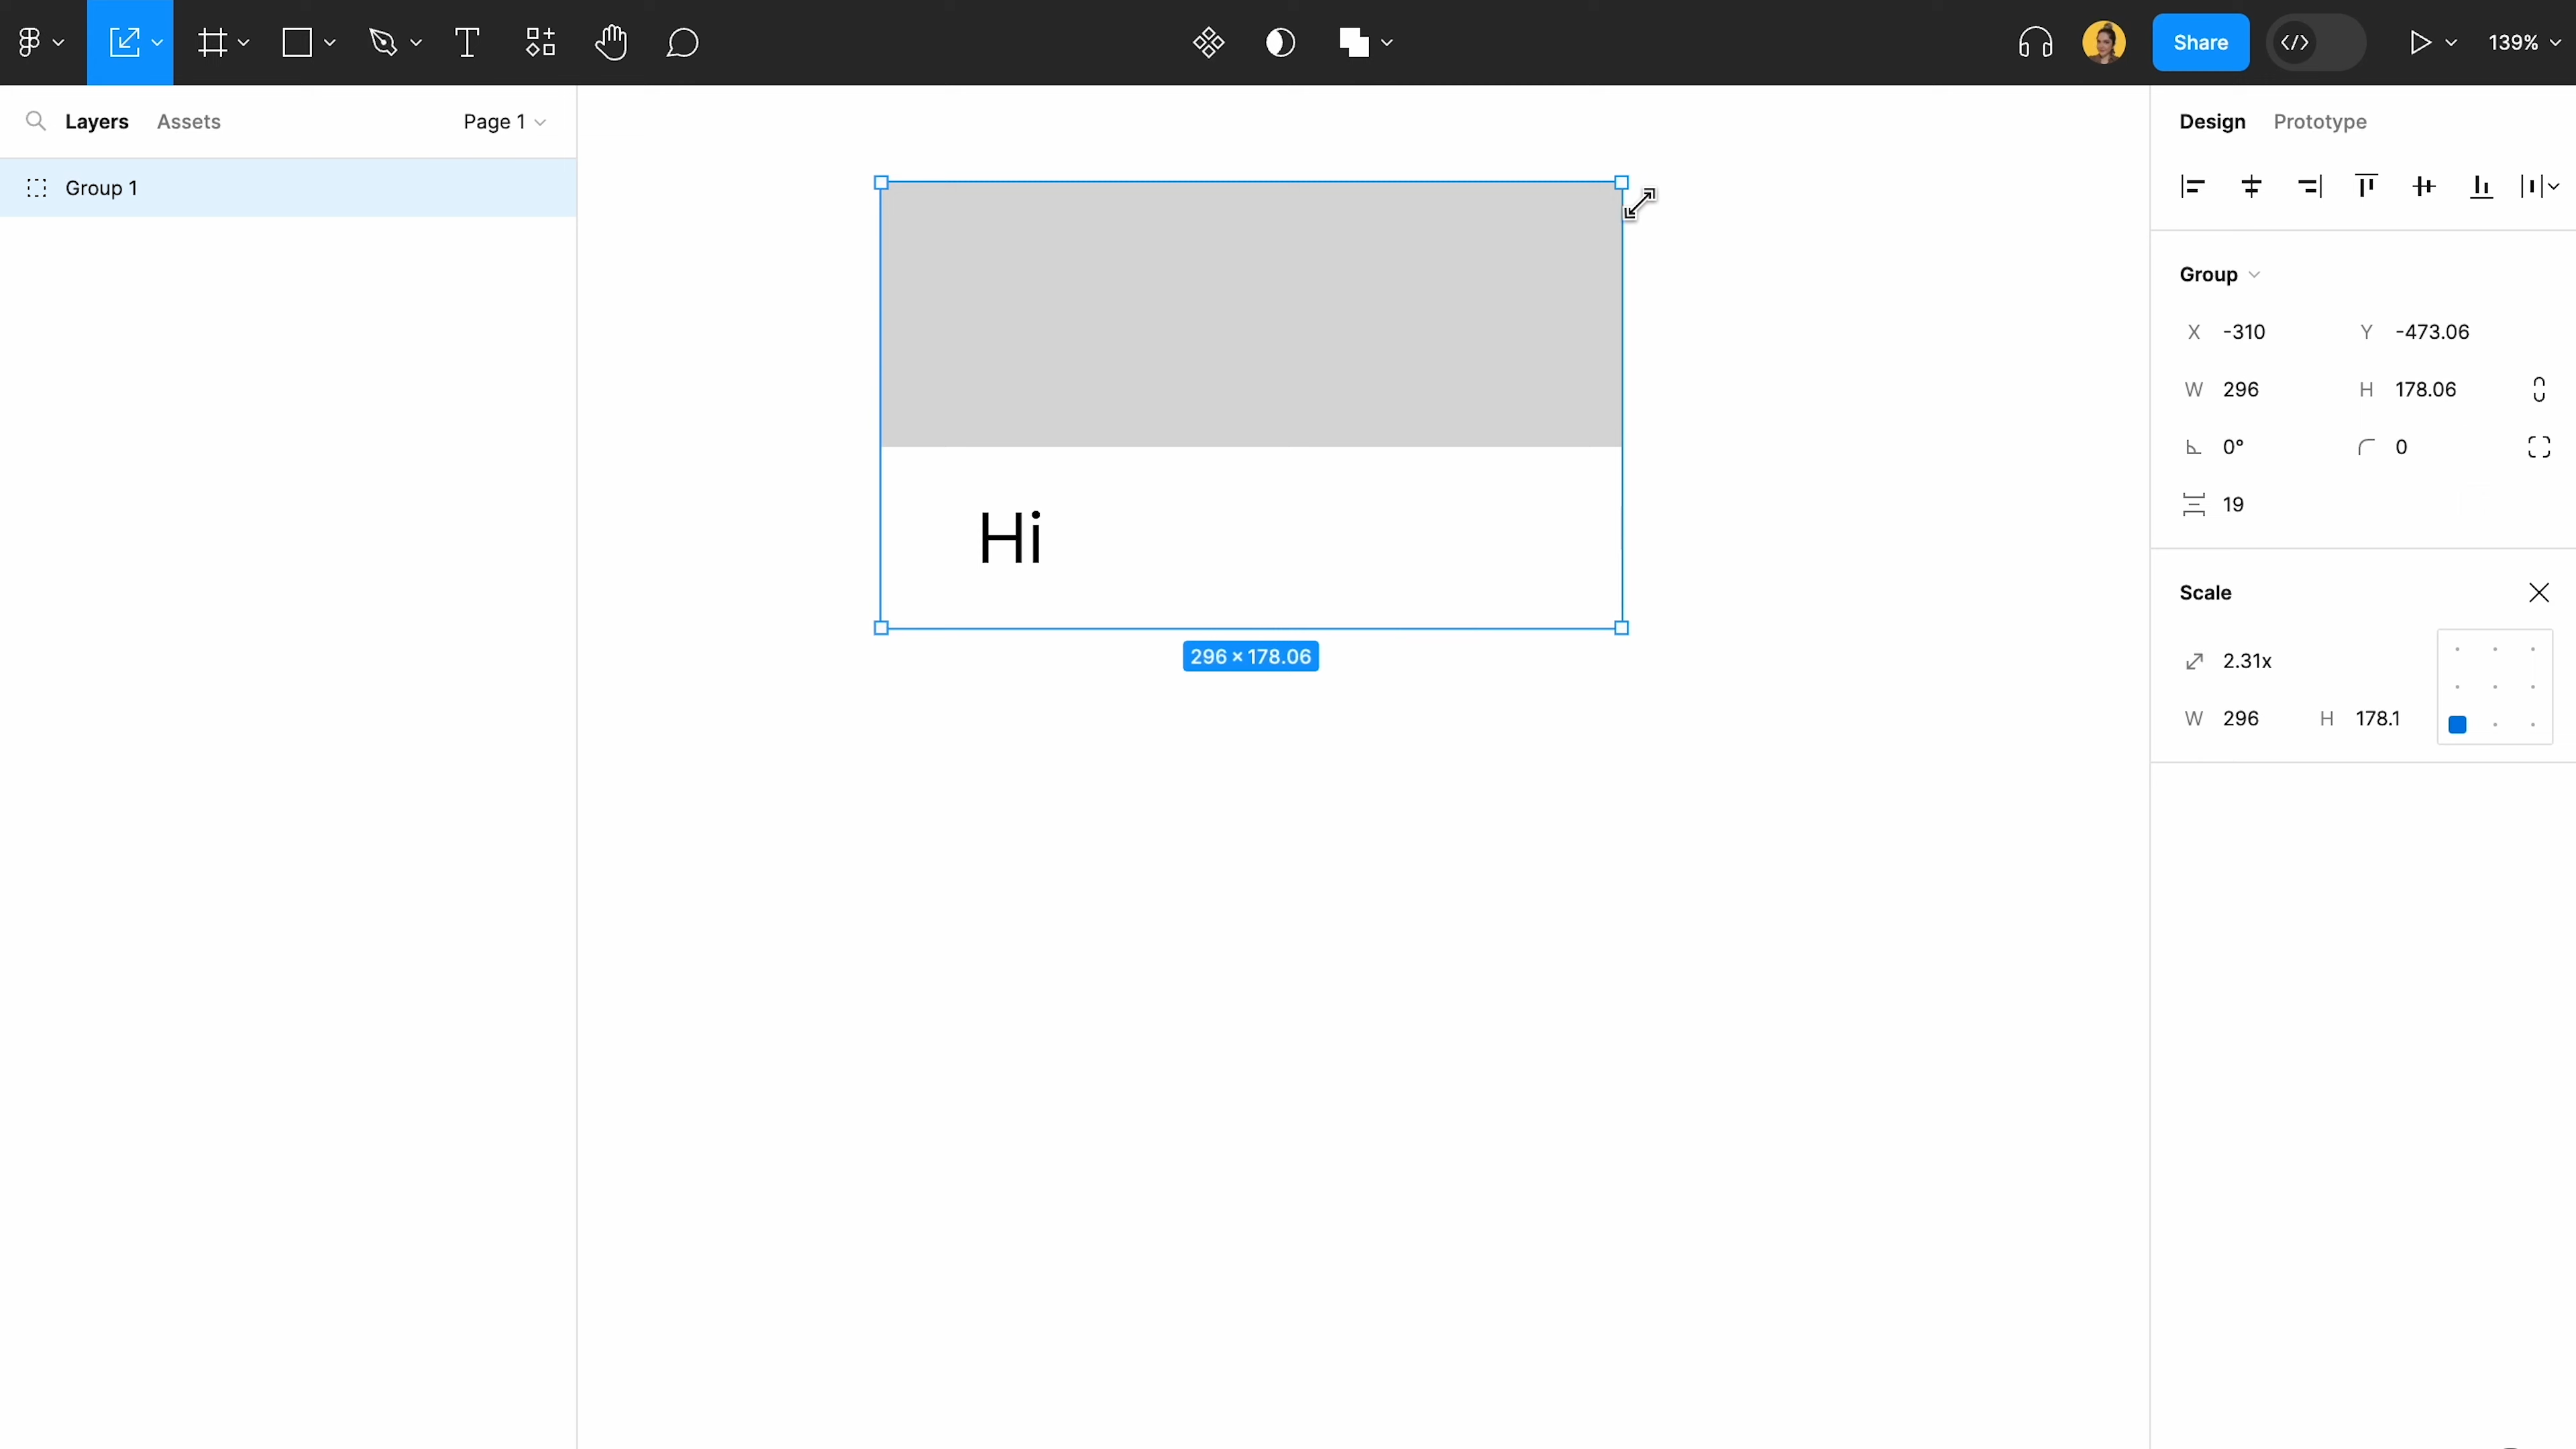 Share
139%
Layers Assets Page 1
Group 1
Hi
296 × 178.06
Design Prototype
Group
X -310 Y -473.06
W 296 H 178.06
0° 0
19
Scale
2.31x
W 296 H 178.1